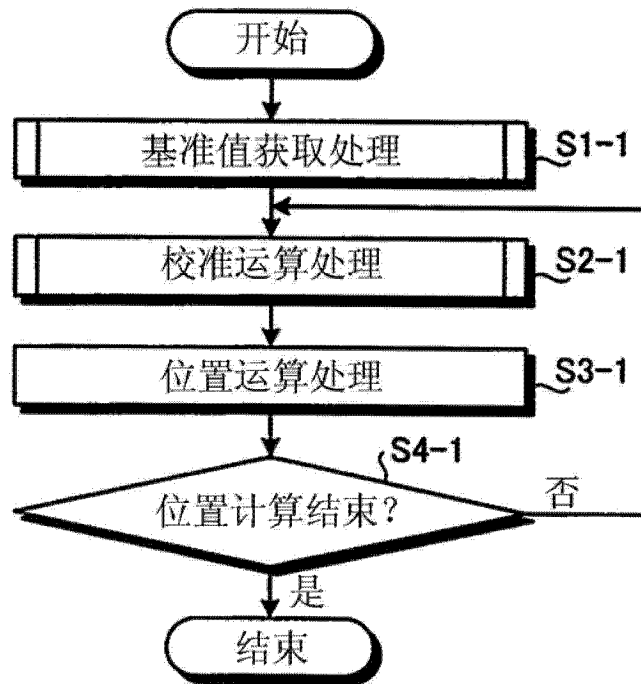 开始
基准值获取处理
S1-1
校准运算处理
S2-1
位置运算处理
S3-1
S4-1
位置计算结束?
否
是
结束